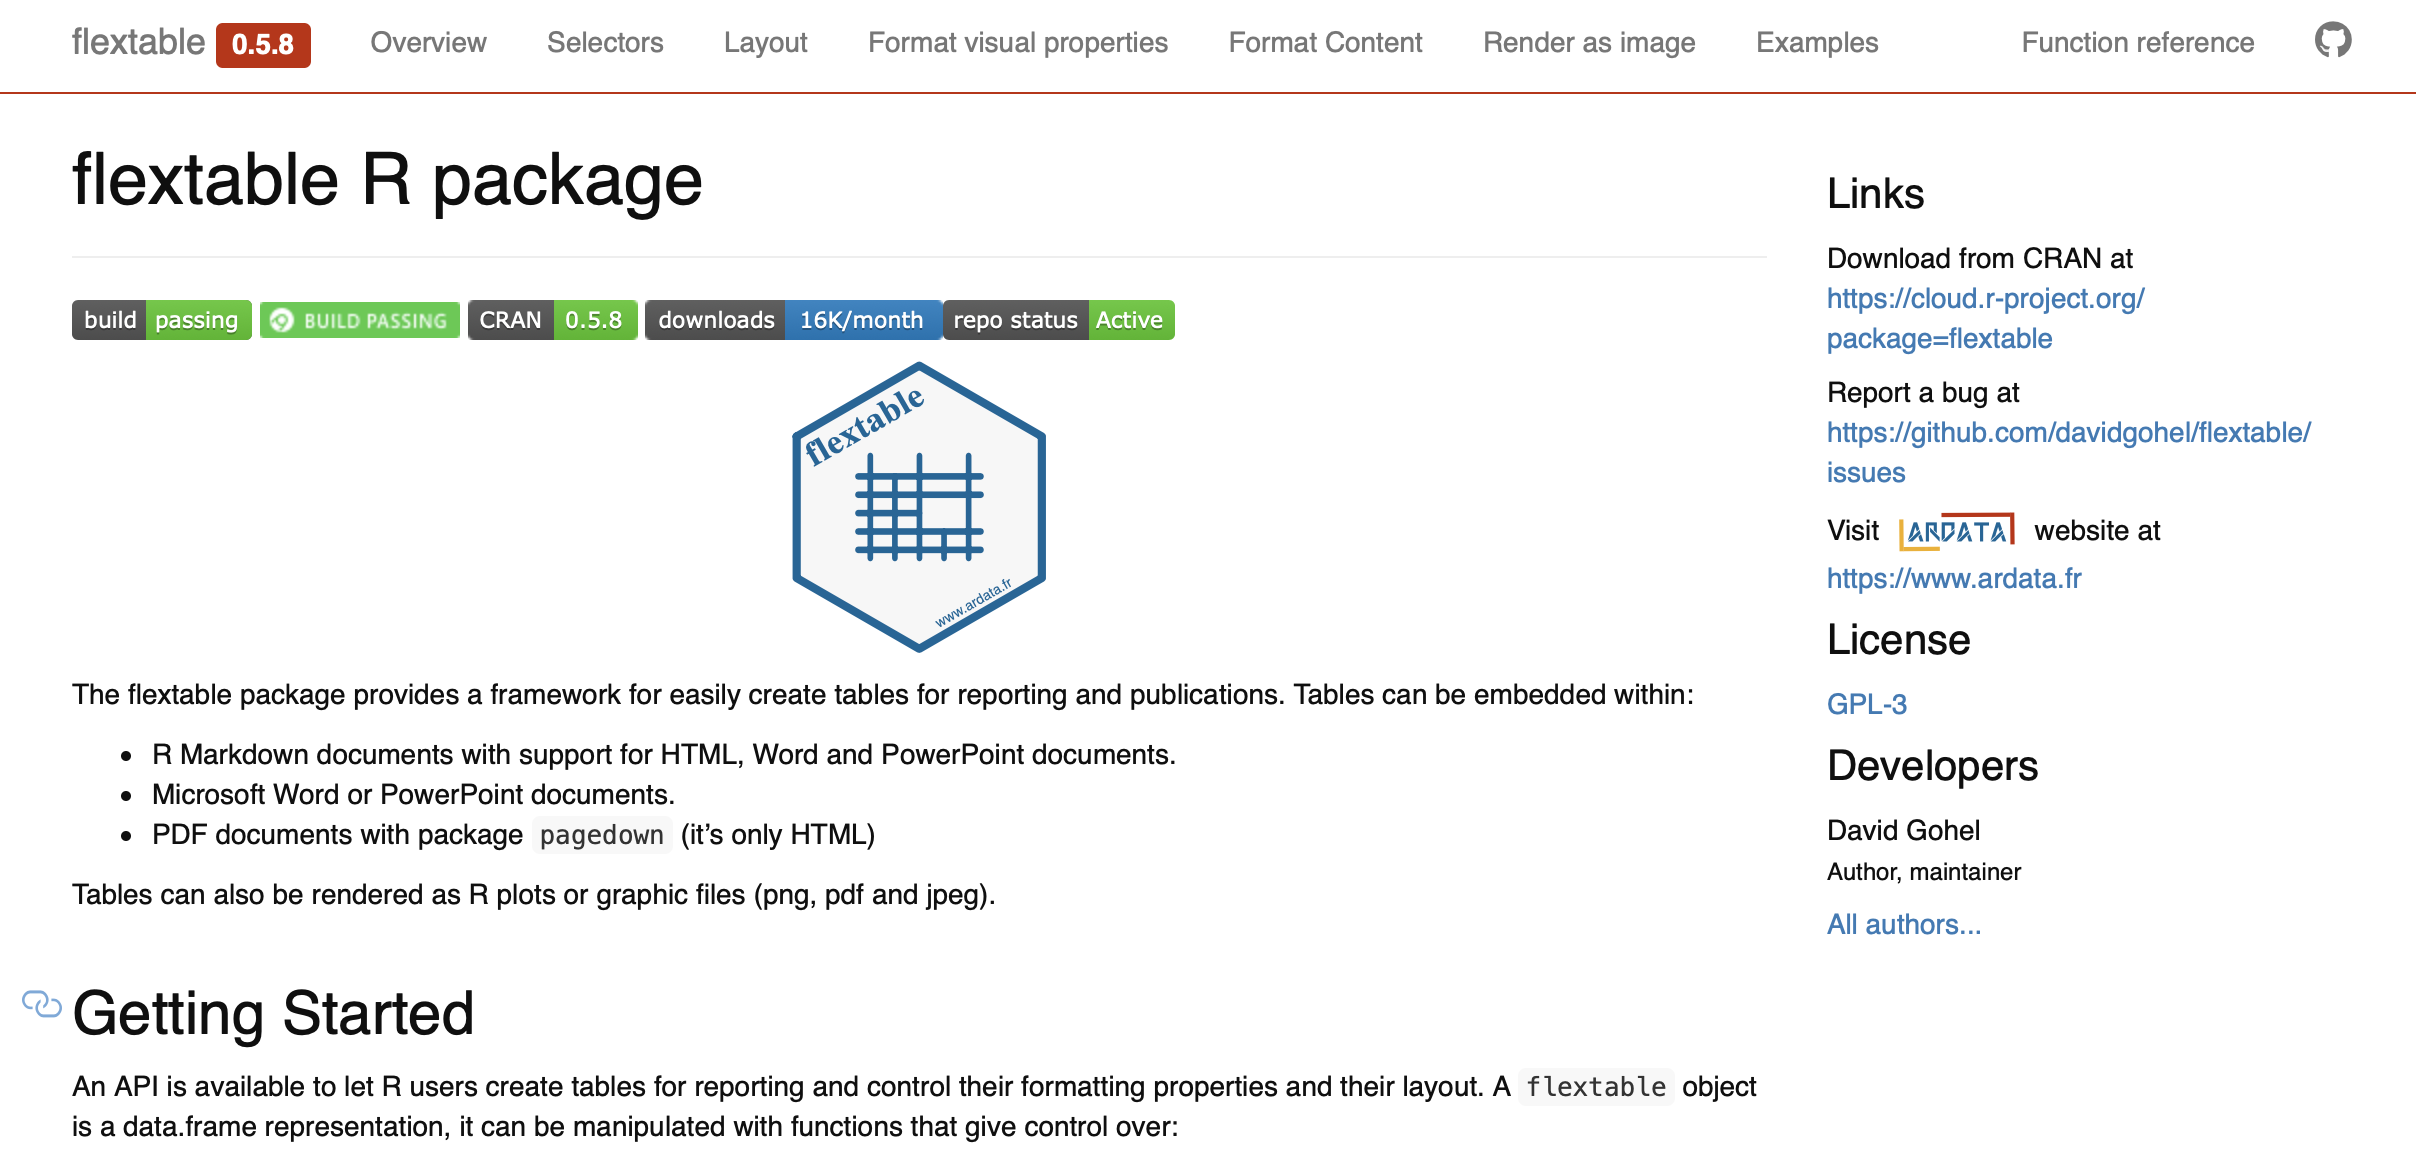 flextable 0.5.8 Overview Selectors Layout Format visual properties Format Content Render as image Examples Function reference
flextable R package
build passing BUILD PASSING CRAN 0.5.8 downloads 16K/month repo status Active
flextable
www.ardata.fr
The flextable package provides a framework for easily create tables for reporting and publications. Tables can be embedded within:
• R Markdown documents with support for HTML, Word and PowerPoint documents.
• Microsoft Word or PowerPoint documents.
• PDF documents with package pagedown (it’s only HTML)
Tables can also be rendered as R plots or graphic files (png, pdf and jpeg).
Getting Started
An API is available to let R users create tables for reporting and control their formatting properties and their layout. A flextable object
is a data.frame representation, it can be manipulated with functions that give control over:
Links
Download from CRAN at
https://cloud.r-project.org/
package=flextable
Report a bug at
https://github.com/davidgohel/flextable/
issues
Visit ARDATA website at
https://www.ardata.fr
License
GPL-3
Developers
David Gohel
Author, maintainer
All authors...